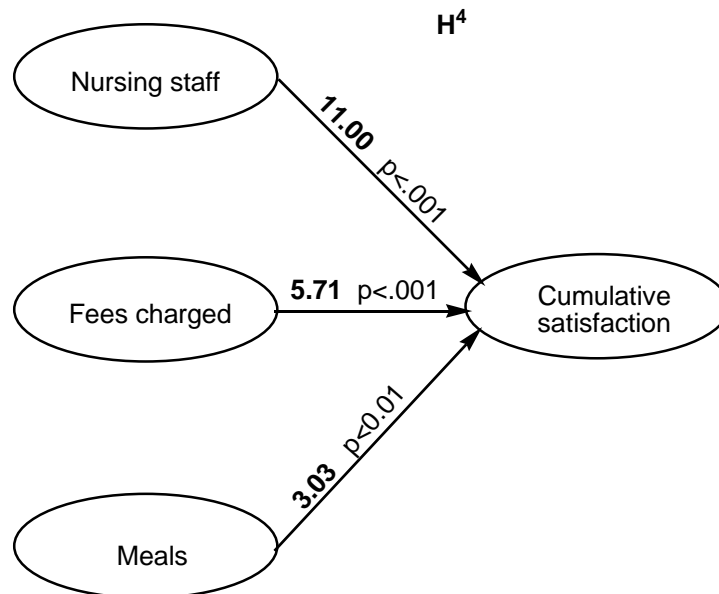 H⁴
Nursing staff
11.00 p<.001
Fees charged
5.71 p<.001
Cumulative
satisfaction
3.03 p<0.01
Meals